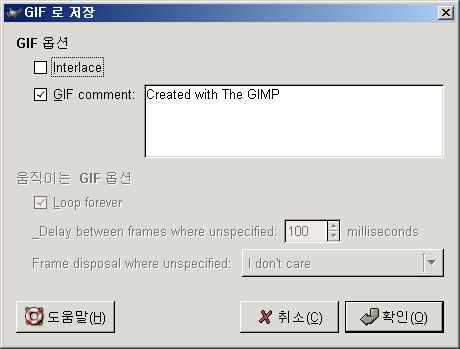 GIF 로 저장
GIF 옵션
Interlace
GIF comment: Created with The GIMP
움직이는 GIF 옵션
Loop forever
_Delay between frames where unspecified: 100 milliseconds
Frame disposal where unspecified: I don't care
도움말(H) 취소(C) 확인(O)